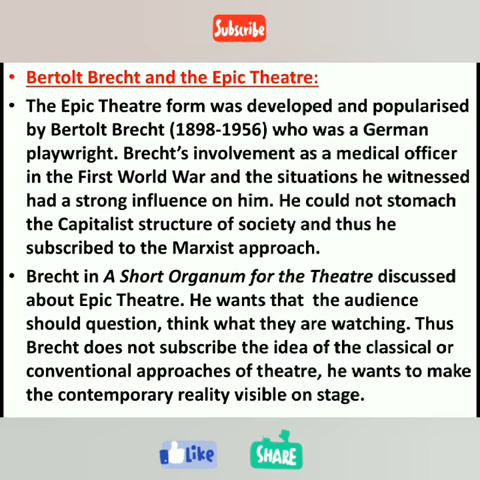 Subscribe
• Bertolt Brecht and the Epic Theatre:
• The Epic Theatre form was developed and popularised
by Bertolt Brecht (1898-1956) who was a German
playwright. Brecht's involvement as a medical officer
in the First World War and the situations he witnessed
had a strong influence on him. He could not stomach
the Capitalist structure of society and thus he
subscribed to the Marxist approach.
• Brecht in A Short Organum for the Theatre discussed
about Epic Theatre. He wants that the audience
should question, think what they are watching. Thus
Brecht does not subscribe the idea of the classical or
conventional approaches of theatre, he wants to make
the contemporary reality visible on stage.
Like
SHARE